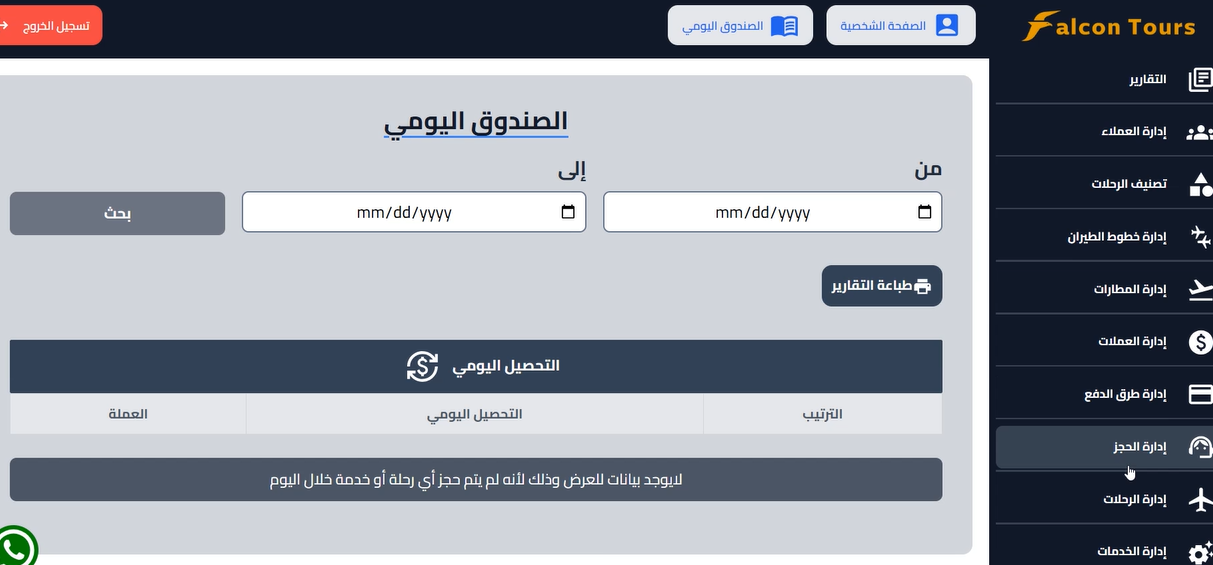 Falcon Tours
الصفحة الشخصية
الصندوق اليومي
تسجيل الخروج
التقارير
إدارة العملاء
تصنيف الرحلات
إدارة خطوط الطيران
إدارة المطارات
إدارة العملات
إدارة طرق الدفع
إدارة الحجز
إدارة الرحلات
إدارة الخدمات
الصندوق اليومي
من
إلى
mm/dd/yyyy
mm/dd/yyyy
بحث
طباعة التقارير
التحصيل اليومي
الترتيب
التحصيل اليومي
العملة
لايوجد بيانات للعرض وذلك لأنه لم يتم حجز أي رحلة أو خدمة خلال اليوم